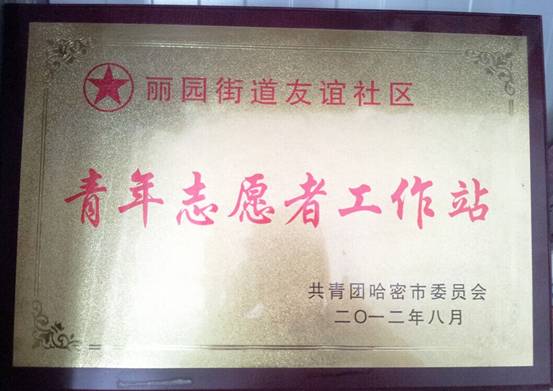 丽园街道友谊社区
青年志愿者工作站
共青团哈密市委员会
二〇一二年八月